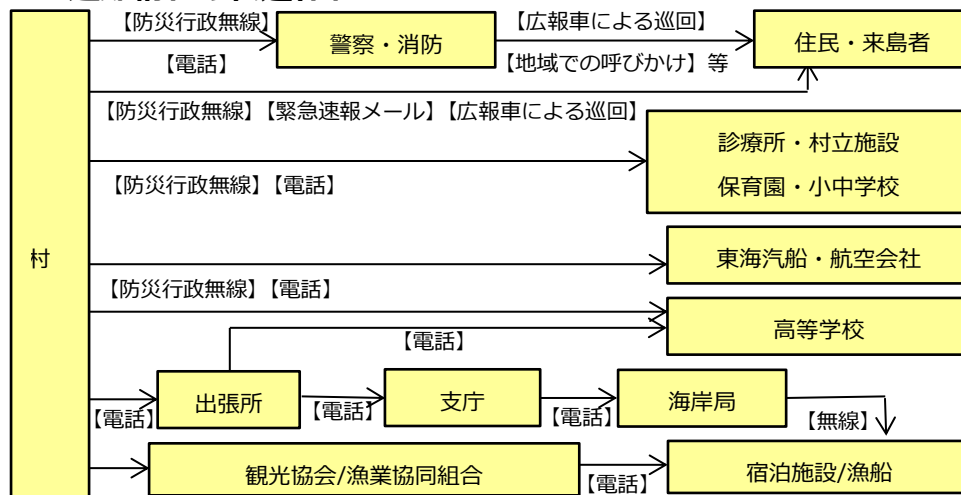 【防災行政無線】
【電話】
警察・消防
【広報車による巡回】
【地域での呼びかけ】等
住民・来島者
【防災行政無線】【緊急速報メール】【広報車による巡回】
診療所・村立施設
保育園・小中学校
【防災行政無線】【電話】
村
東海汽船・航空会社
【防災行政無線】【電話】
高等学校
【電話】
出張所
支庁
海岸局
【電話】
【電話】
【電話】
【無線】
観光協会/漁業協同組合
【電話】
宿泊施設/漁船